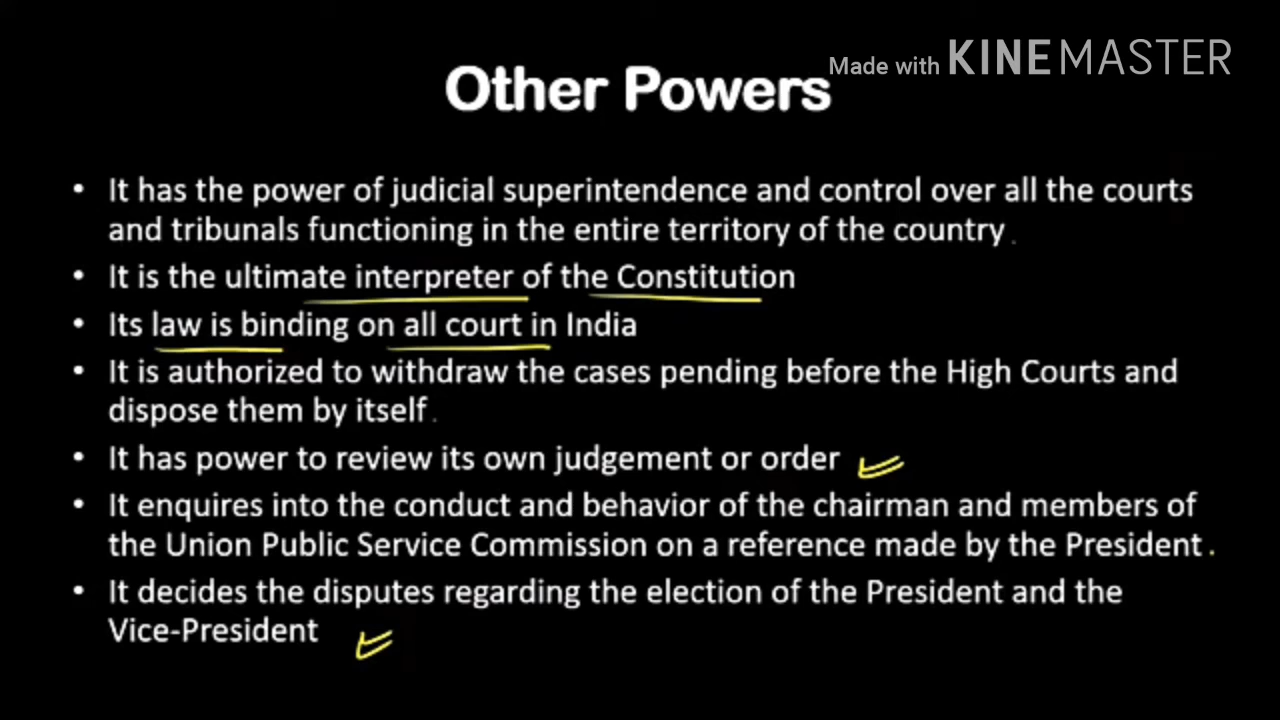 Made with KINEMASTER
Other Powers
• It has the power of judicial superintendence and control over all the courts
and tribunals functioning in the entire territory of the country.
• It is the ultimate interpreter of the Constitution
• Its law is binding on all court in India
• It is authorized to withdraw the cases pending before the High Courts and
dispose them by itself.
• It has power to review its own judgement or order
• It enquires into the conduct and behavior of the chairman and members of
the Union Public Service Commission on a reference made by the President.
• It decides the disputes regarding the election of the President and the
Vice-President